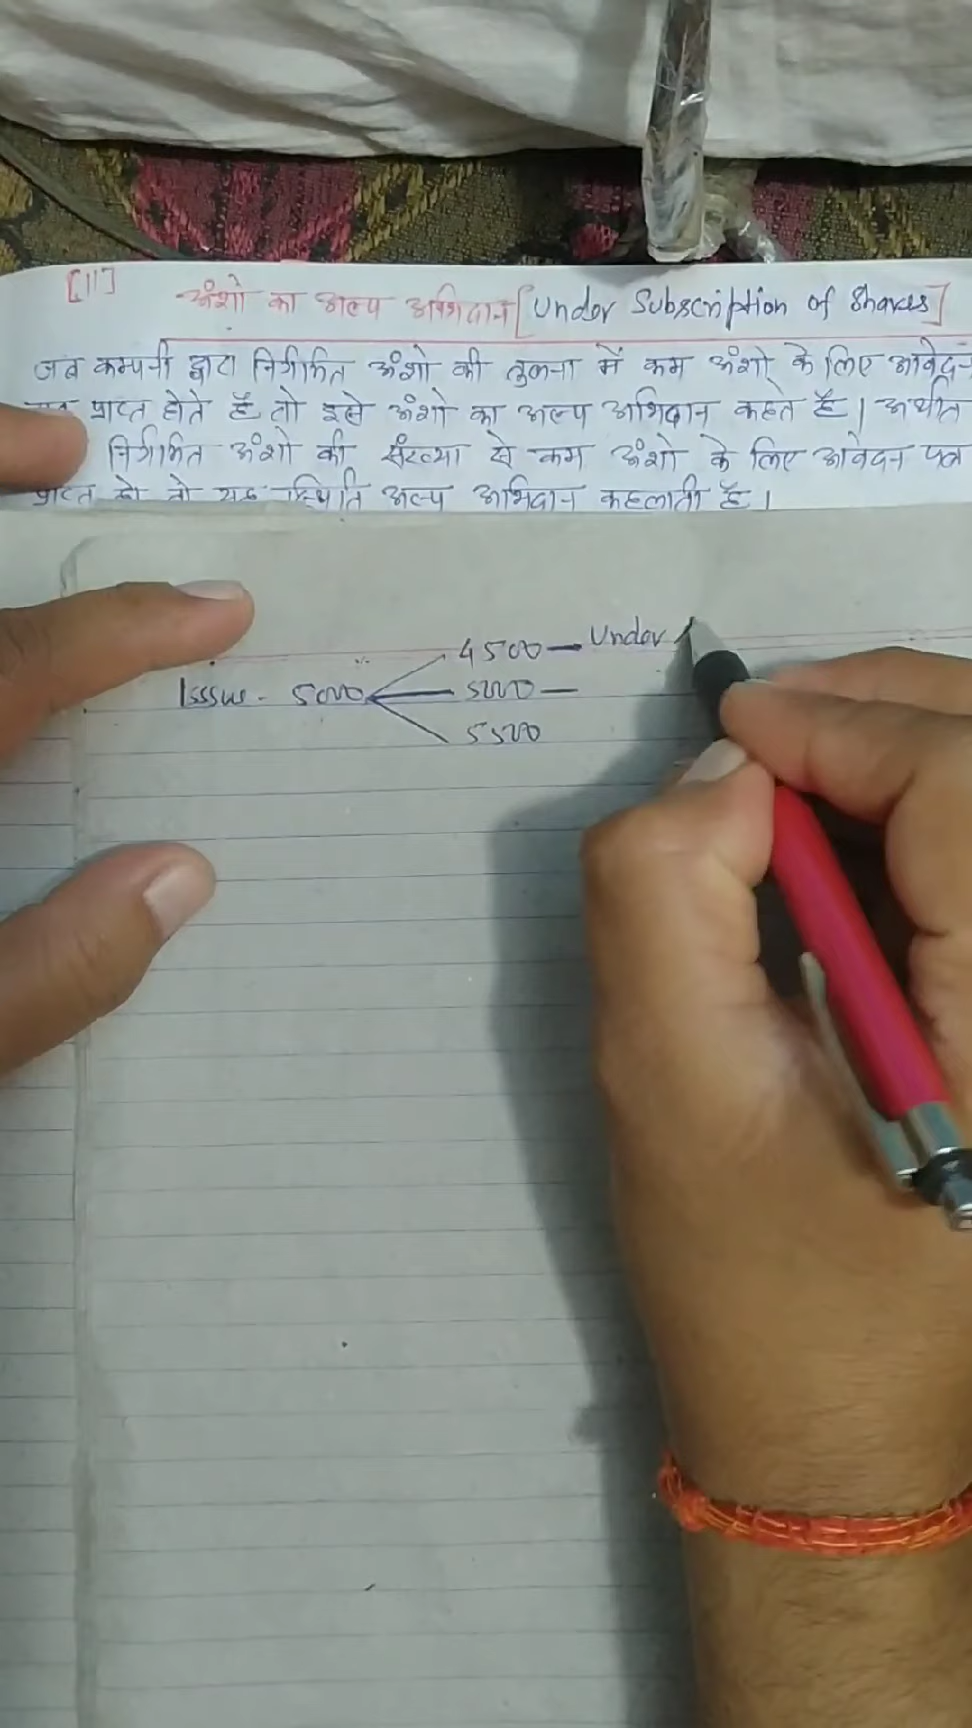 [11]
अंशो का अल्प अभिदान [Under Subscription of Shares]
जब कम्पनी द्वारा निर्गमित अंशो की तुलना में कम अंशो के लिए आवेदन
प्राप्त होते हैं तो इसे अंशो का अल्प अभिदान कहते हैं। अर्थात
निर्गमित अंशो की संख्या से कम अंशो के लिए आवेदन पत्र
प्राप्त हो तो यह स्थिति अल्प अभिदान कहलाती है।
4500 — Under
Isssue - 5000 5000 —
5500